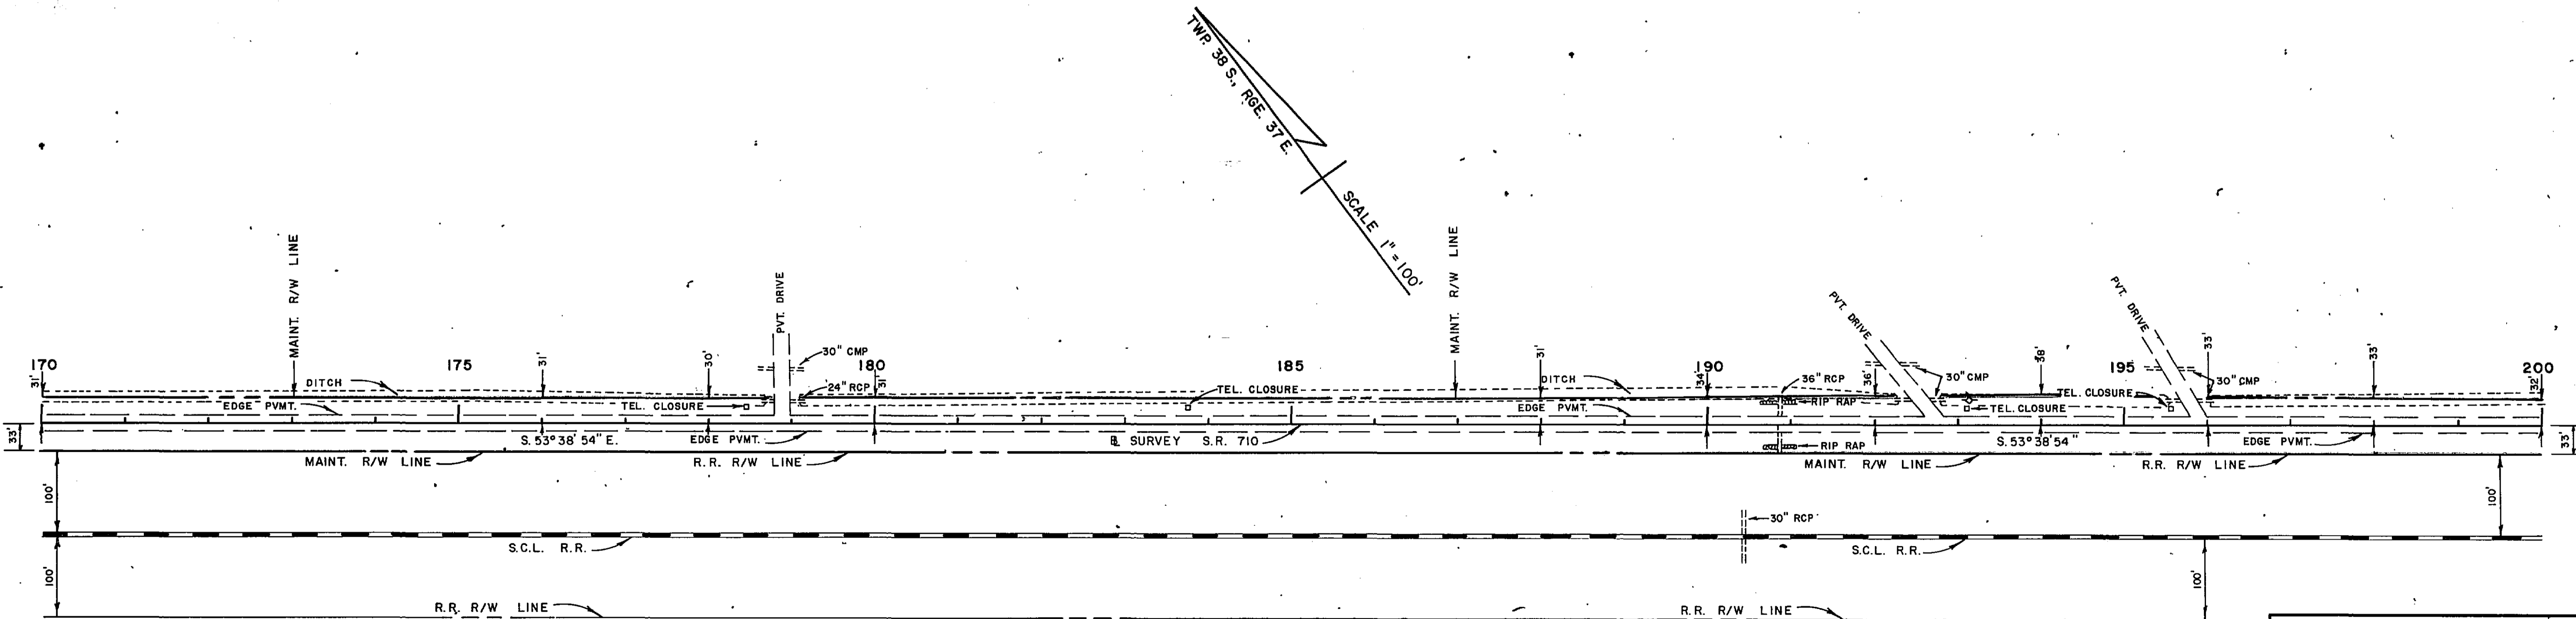 TWP. 38 S., RGE. 37 E.
SCALE 1" = 100'
MAINT. R/W LINE
PVT. DRIVE
MAINT. R/W LINE
PVT. DRIVE
PVT. DRIVE
170
175
180
185
190
195
200
31'
31'
30'
31'
31'
34'
36'
38'
33'
33'
32'
30" CMP
24" RCP
36" RCP
30" CMP
30" CMP
DITCH
TEL. CLOSURE
DITCH
RIP RAP
TEL. CLOSURE
EDGE PVMT.
TEL. CLOSURE
EDGE PVMT.
TEL. CLOSURE
33'
S. 53° 38' 54" E.
EDGE PVMT.
BL SURVEY S.R. 710
RIP RAP
S. 53° 38' 54"
EDGE PVMT.
33'
MAINT. R/W LINE
R.R. R/W LINE
MAINT. R/W LINE
R.R. R/W LINE
100'
100'
30" RCP
S.C.L. R.R.
S.C.L. R.R.
100'
100'
R.R. R/W LINE
R.R. R/W LINE